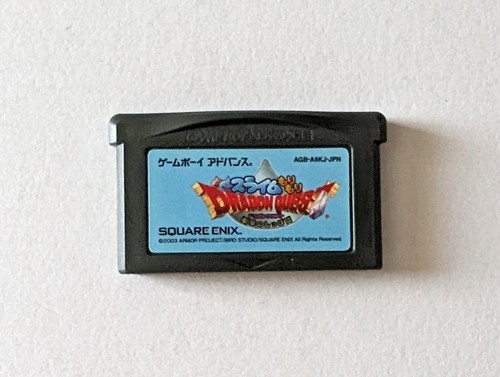 ゲームボーイ アドバンス®
AGB-A9KJ-JPN
スライムもりもり
DRAGON QUEST
SQUARE ENIX™
©2003 ARMOR PROJECT/BIRD STUDIO/SQUARE ENIX All Rights Reserved.